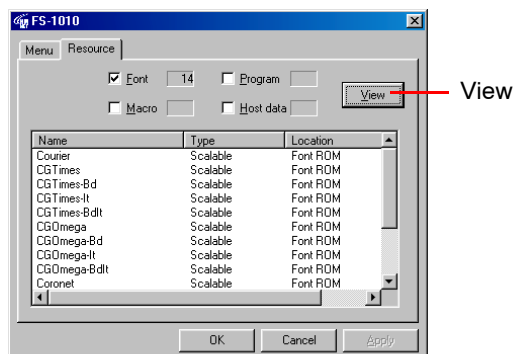 FS-1010
Menu Resource
Font 14 Program
Macro Host data
View
View
Name Type Location
Courier Scalable Font ROM
CGTimes Scalable Font ROM
CGTimes-Bd Scalable Font ROM
CGTimes-It Scalable Font ROM
CGTimes-BdIt Scalable Font ROM
CGOmega Scalable Font ROM
CGOmega-Bd Scalable Font ROM
CGOmega-It Scalable Font ROM
CGOmega-BdIt Scalable Font ROM
Coronet Scalable Font ROM
OK Cancel Apply